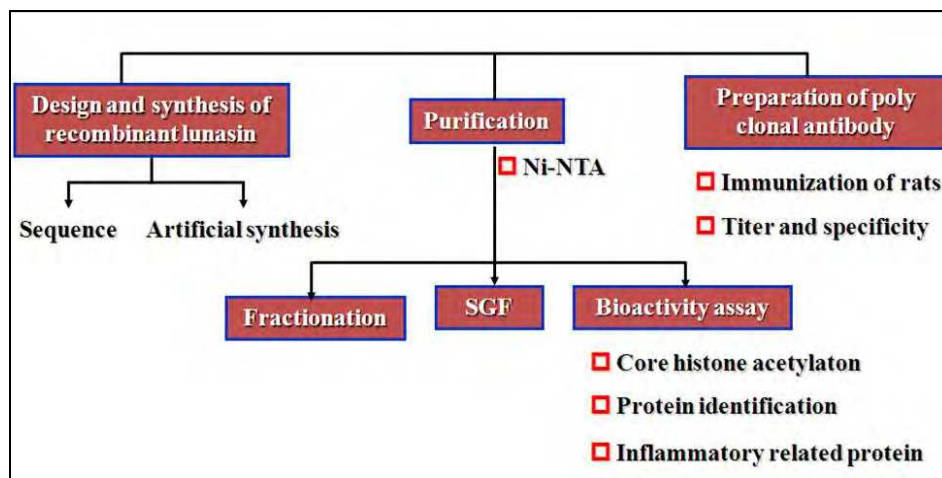 Design and synthesis of
recombinant lunasin
Purification
Preparation of poly
clonal antibody
Ni-NTA
Immunization of rats
Titer and specificity
Sequence
Artificial synthesis
Fractionation
SGF
Bioactivity assay
Core histone acetylaton
Protein identification
Inflammatory related protein